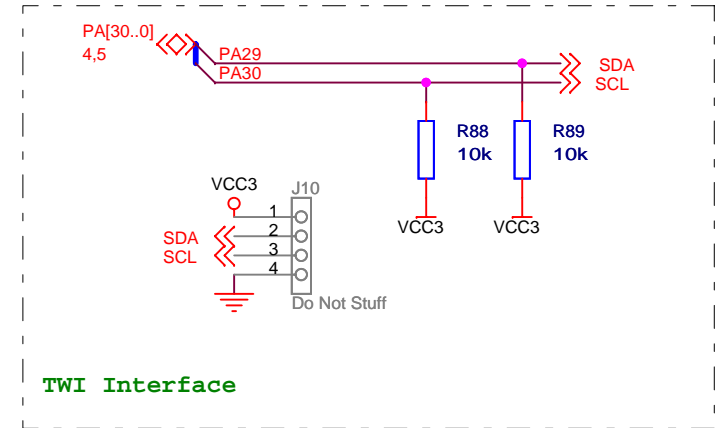 PA[30..0]
4,5
PA29
PA30
SDA
SCL
R88
10k
R89
10k
VCC3
VCC3
VCC3
J10
1
2
3
4
SDA
SCL
Do Not Stuff
TWI Interface